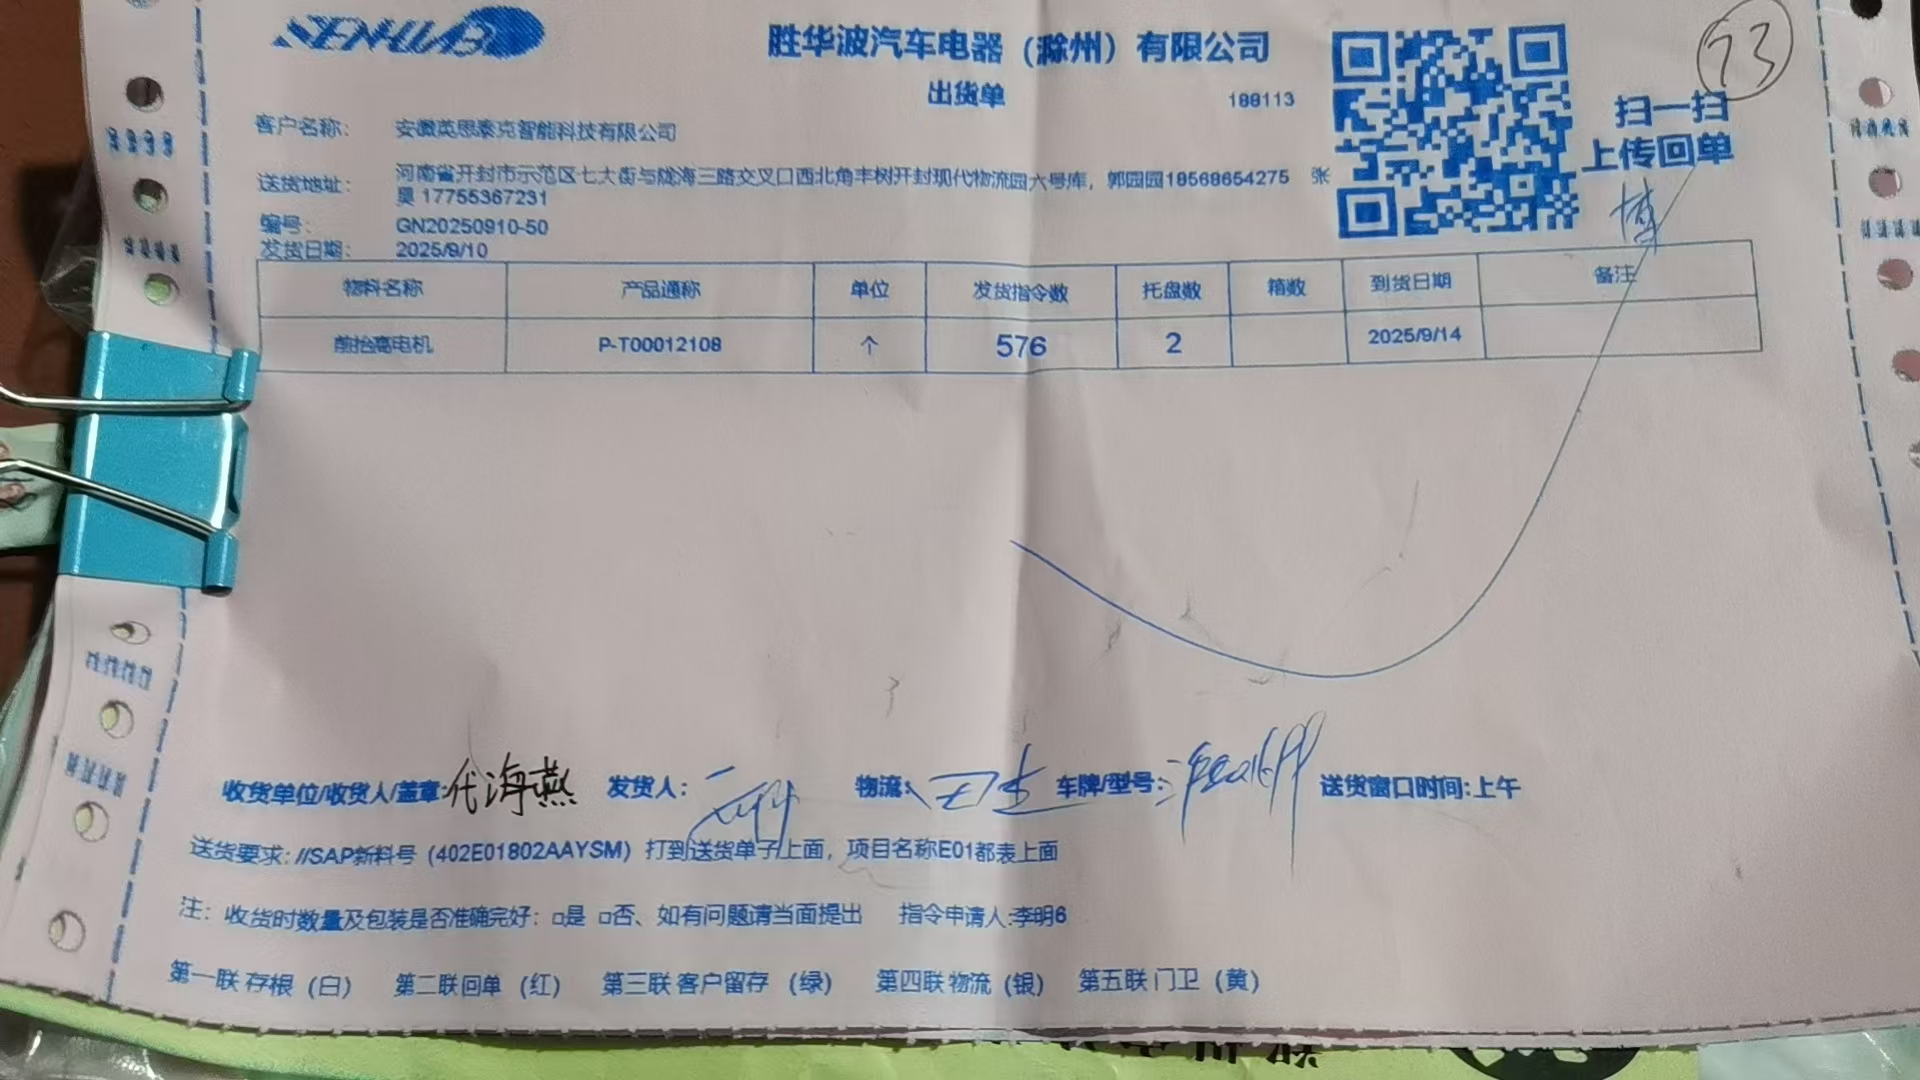 SENHWAB
胜华波汽车电器（滁州）有限公司
73
出货单
188113
扫一扫
上传回单
博
客户名称： 安徽英思泰克智能科技有限公司
送货地址： 河南省开封市示范区七大街与陇海三路交叉口西北角丰树开封现代物流园六号库，郭园园18568654275 张
昊 17755367231
编号： GN20250910-50
发货日期： 2025/9/10
物料名称 产品通称 单位 发货指令数 托盘数 箱数 到货日期 备注
前抬高电机 P-T00012108 个 576 2 2025/9/14
收货单位/收货人/盖章: 代海燕 发货人： 物流： 车牌/型号： 送货窗口时间:上午
送货要求: //SAP新料号（402E01802AAYSM）打到送货单子上面，项目名称E01都表上面
注：收货时数量及包装是否准确完好：□是 □否、如有问题请当面提出 指令申请人:李明6
第一联 存根（白） 第二联 回单（红） 第三联 客户留存（绿） 第四联 物流（银） 第五联 门卫（黄）